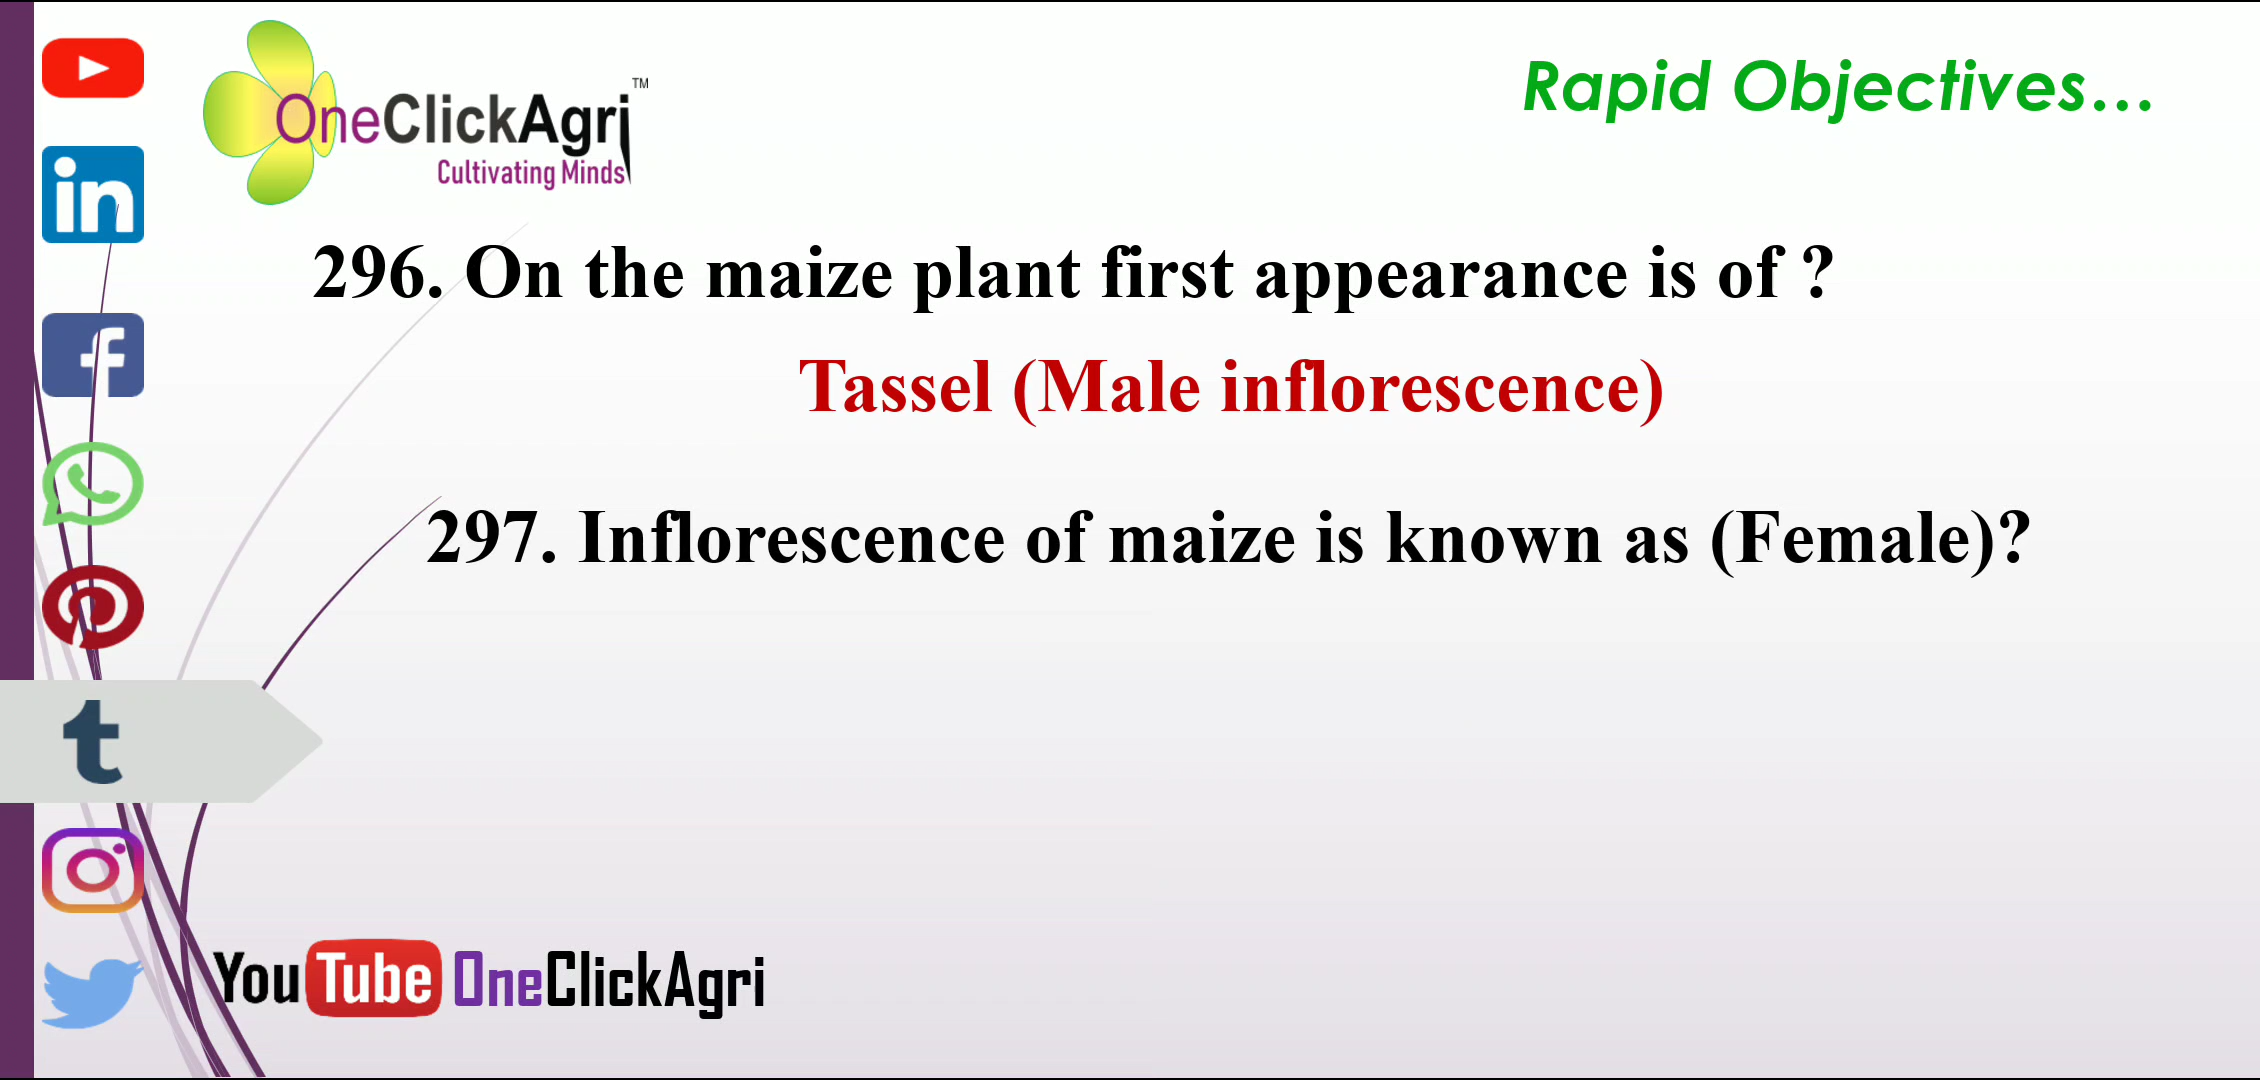 OneClickAgri™
Cultivating Minds
Rapid Objectives...
296. On the maize plant first appearance is of ?
Tassel (Male inflorescence)
297. Inflorescence of maize is known as (Female)?
YouTube OneClickAgri